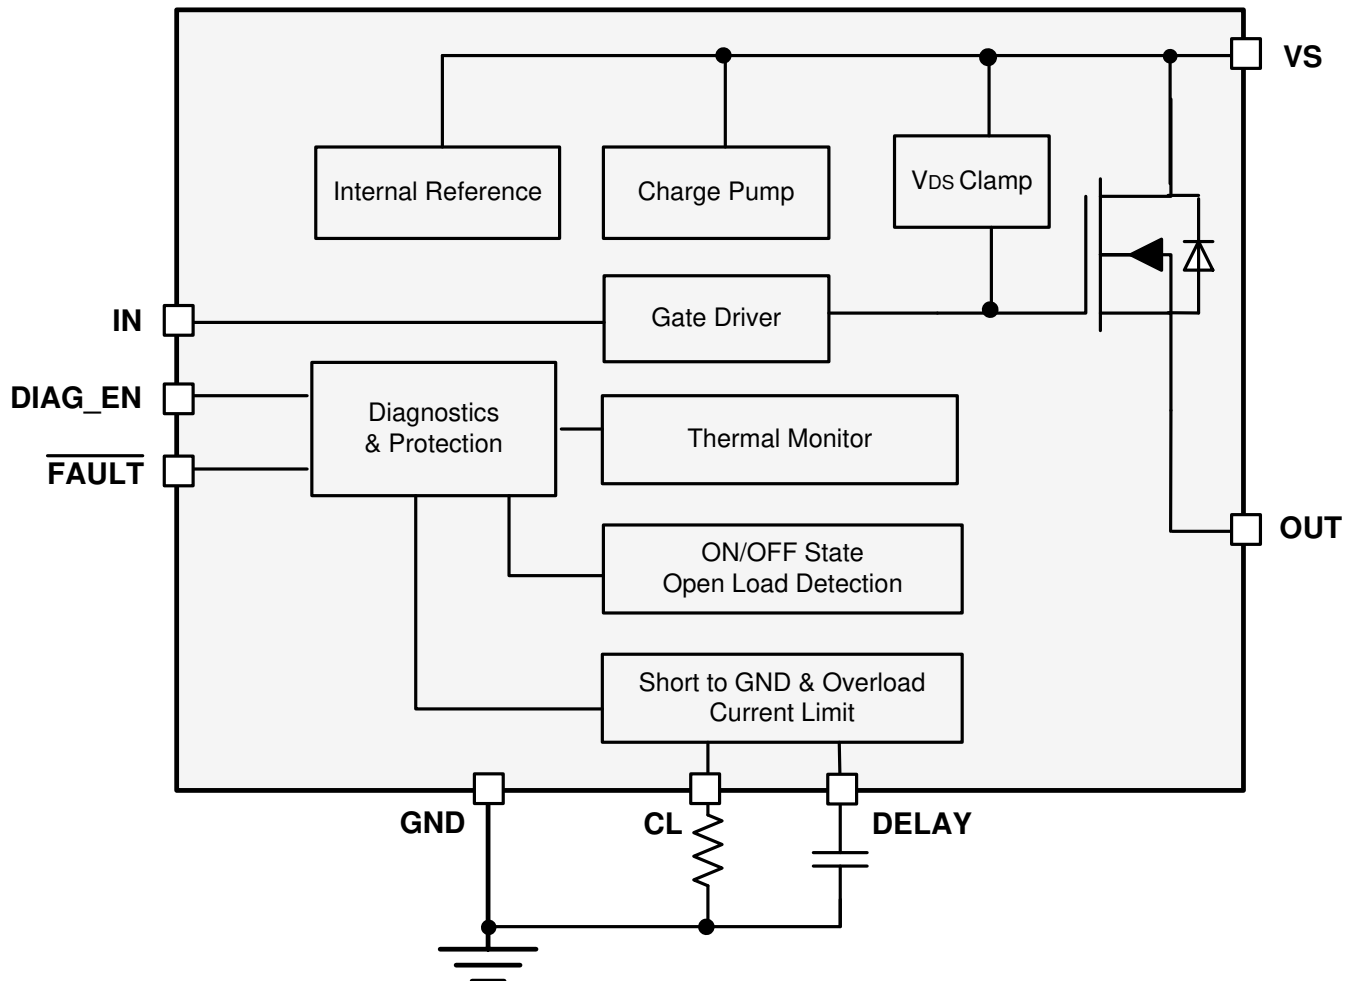 VS
Internal Reference
Charge Pump
VDS Clamp
IN
Gate Driver
DIAG_EN
Diagnostics
& Protection
Thermal Monitor
FAULT
ON/OFF State
Open Load Detection
OUT
Short to GND & Overload
Current Limit
GND
CL
DELAY